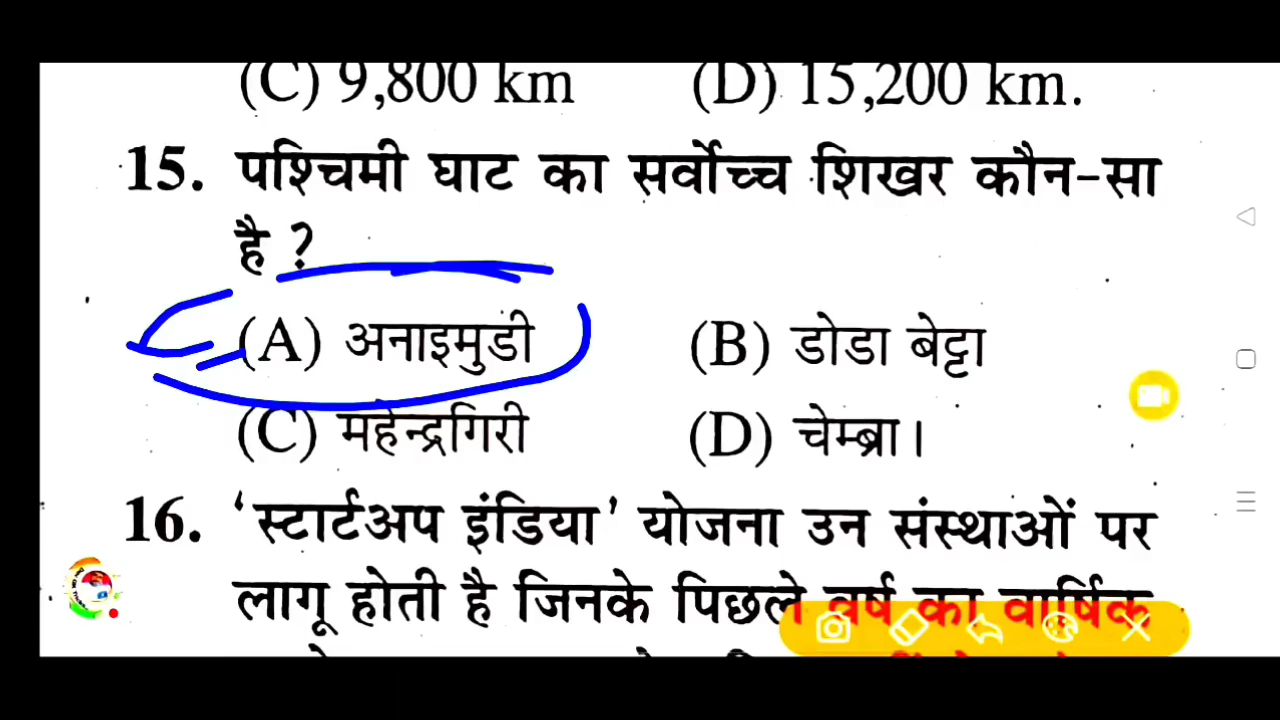 (C) 9,800 km (D) 15,200 km.
15. पश्चिमी घाट का सर्वोच्च शिखर कौन-सा
है ?
(A) अनाइमुडी (B) डोडा बेट्टा
(C) महेन्द्रगिरी (D) चेम्ब्रा।
16. ‘स्टार्टअप इंडिया’ योजना उन संस्थाओं पर
लागू होती है जिनके पिछले वर्ष का वार्षिक